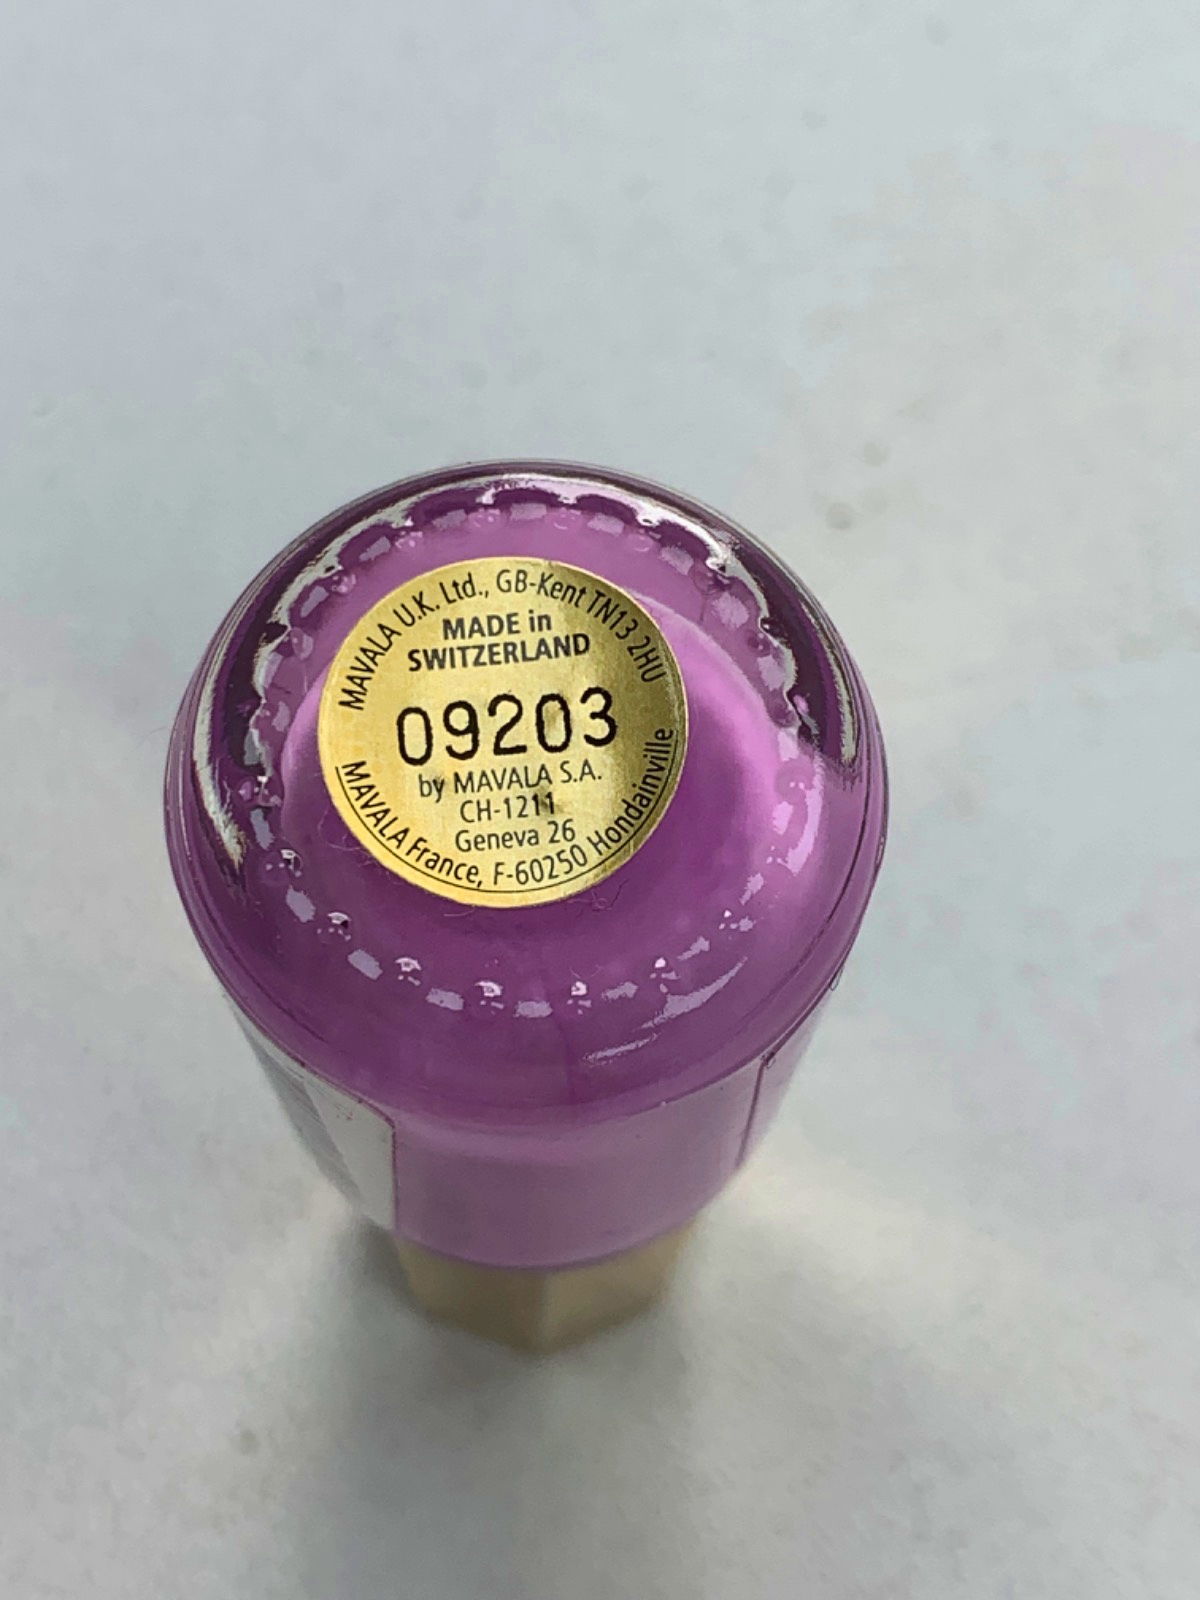 MAVALA U.K. Ltd., GB-Kent TN13 2HU
MADE in
SWITZERLAND
09203
by MAVALA S.A.
CH-1211
Geneva 26
MAVALA France, F-60250 Hondainville